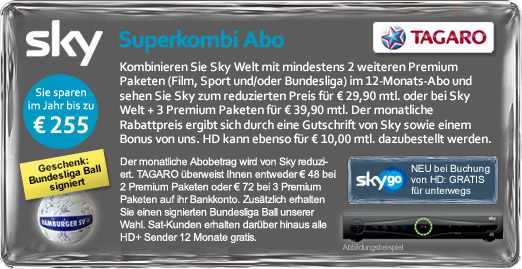 sky Superkombi Abo
TAGARO
Kombinieren Sie Sky Welt mit mindestens 2 weiteren Premium
Paketen (Film, Sport und/oder Bundesliga) im 12-Monats-Abo und
sehen Sie Sky zum reduzierten Preis für € 29,90 mtl. oder bei Sky
Welt + 3 Premium Paketen für € 39,90 mtl. Der monatliche
Rabattpreis ergibt sich durch eine Gutschrift von Sky sowie einem
Bonus von uns. HD kann ebenso für € 10,00 mtl. dazubestellt werden.
Sie sparen
im Jahr bis zu
€ 255
Geschenk:
Bundesliga Ball
signiert
HAMBURGER SV
Der monatliche Abobetrag wird von Sky reduzi-
ert. TAGARO überweist Ihnen entweder € 48 bei
2 Premium Paketen oder € 72 bei 3 Premium
Paketen auf ihr Bankkonto. Zusätzlich erhalten
Sie einen signierten Bundesliga Ball unserer
Wahl. Sat-Kunden erhalten darüber hinaus alle
HD+ Sender 12 Monate gratis.
sky go
NEU bei Buchung
von HD: GRATIS
für unterwegs
sky
Abbildungsbeispiel